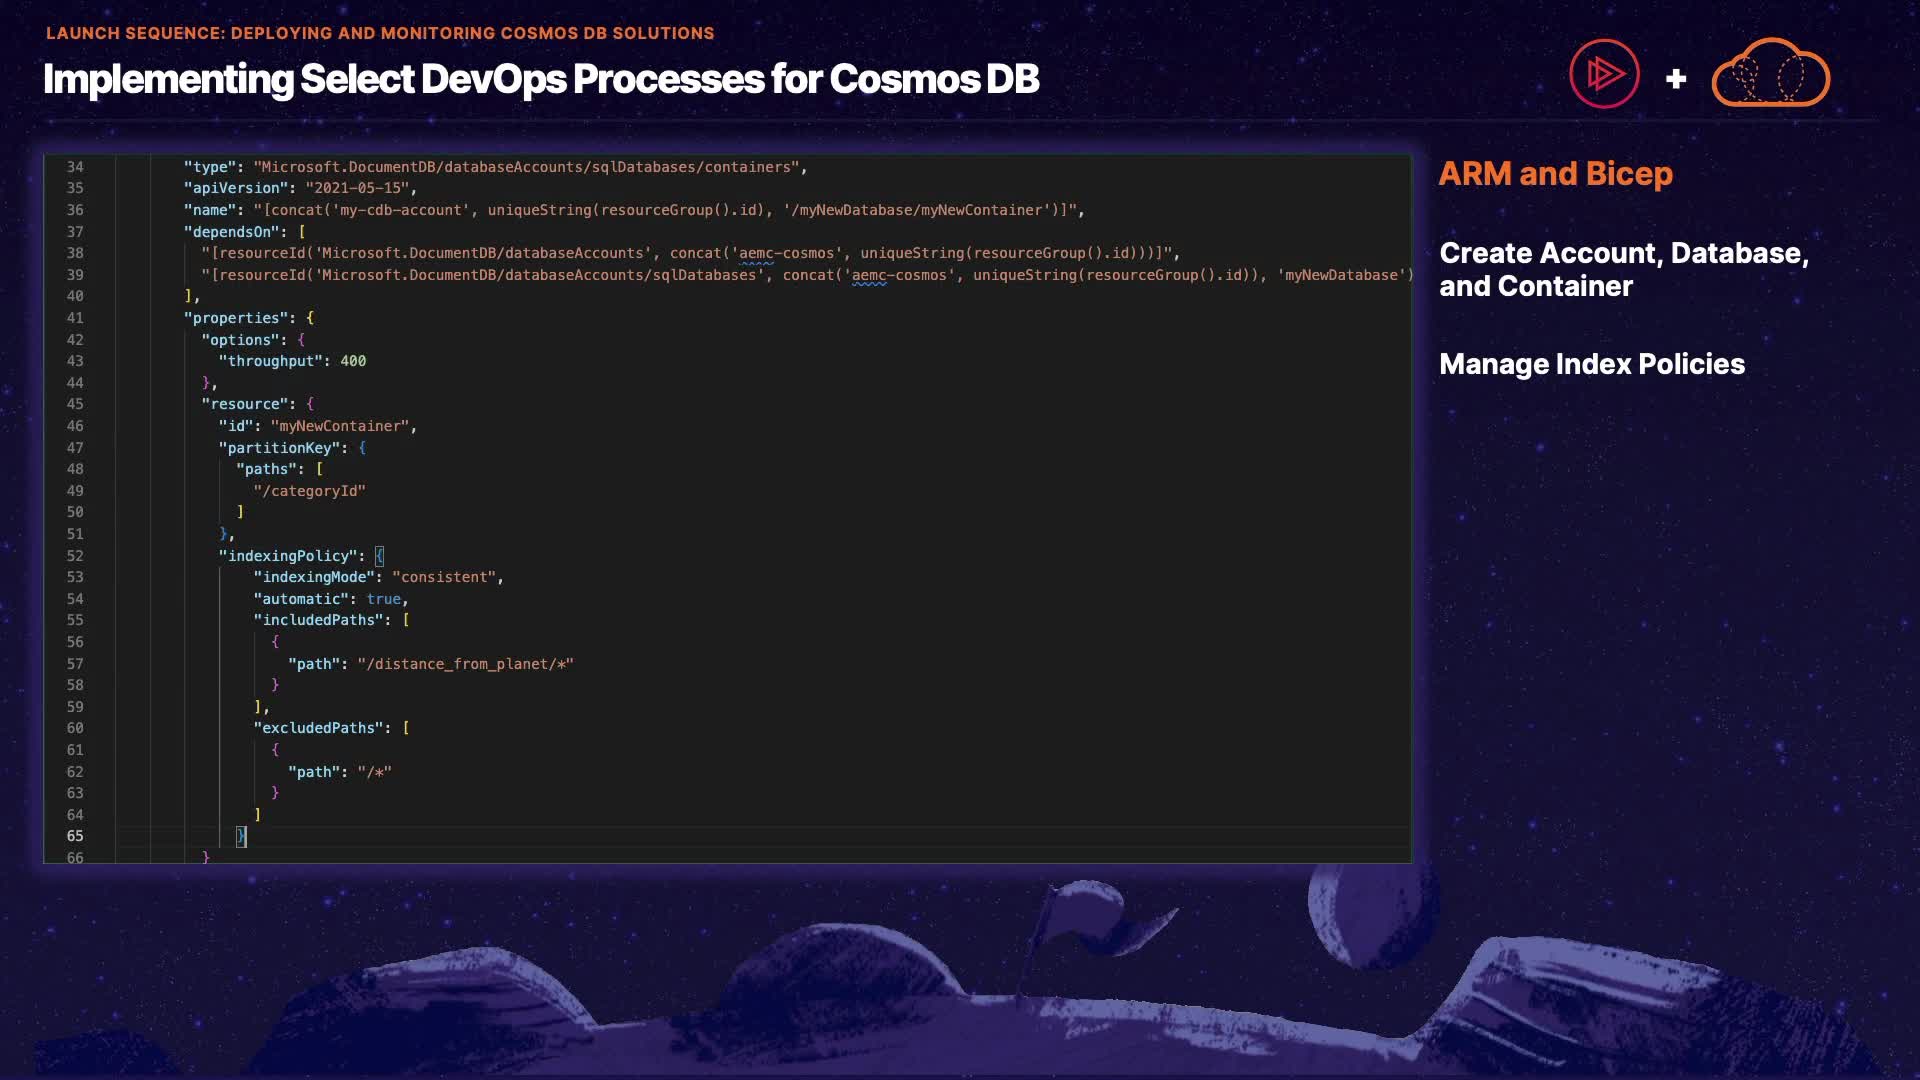 LAUNCH SEQUENCE: DEPLOYING AND MONITORING COSMOS DB SOLUTIONS
Implementing Select DevOps Processes for Cosmos DB
+
34 "type": "Microsoft.DocumentDB/databaseAccounts/sqlDatabases/containers",
35 "apiVersion": "2021-05-15",
36 "name": "[concat('my-cdb-account', uniqueString(resourceGroup().id), '/myNewDatabase/myNewContainer')]",
37 "dependsOn": [
38 "[resourceId('Microsoft.DocumentDB/databaseAccounts', concat('aemc-cosmos', uniqueString(resourceGroup().id)))]",
39 "[resourceId('Microsoft.DocumentDB/databaseAccounts/sqlDatabases', concat('aemc-cosmos', uniqueString(resourceGroup().id)), 'myNewDatabase')
40 ],
41 "properties": {
42 "options": {
43 "throughput": 400
44 },
45 "resource": {
46 "id": "myNewContainer",
47 "partitionKey": {
48 "paths": [
49 "/categoryId"
50 ]
51 },
52 "indexingPolicy": {
53 "indexingMode": "consistent",
54 "automatic": true,
55 "includedPaths": [
56 {
57 "path": "/distance_from_planet/*"
58 }
59 ],
60 "excludedPaths": [
61 {
62 "path": "/*"
63 }
64 ]
65 }
66 }
ARM and Bicep
Create Account, Database,
and Container
Manage Index Policies